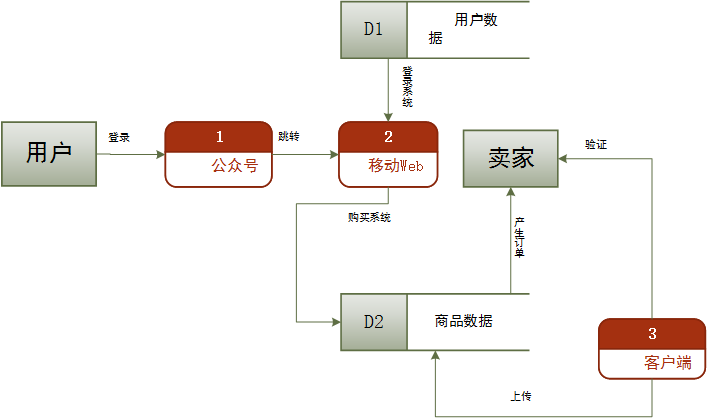 D1
用户数
据
登录系统
用户
登录
1
公众号
跳转
2
移动Web
卖家
验证
购买系统
产生订单
D2
商品数据
3
客户端
上传